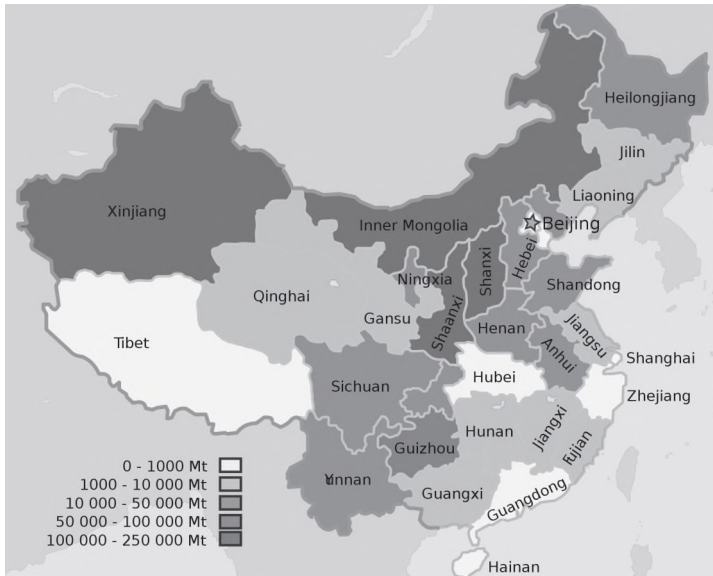 Heilongjiang
Jilin
Liaoning
Xinjiang
Inner Mongolia
Beijing
Hebei
Shanxi
Ningxia
Shandong
Qinghai
Gansu
Shaanxi
Henan
Jiangsu
Tibet
Anhui
Shanghai
Hubei
Sichuan
Zhejiang
Hunan
Jiangxi
Fujian
Guizhou
Yunnan
Guangxi
Guangdong
Hainan
0 - 1000 Mt
1000 - 10 000 Mt
10 000 - 50 000 Mt
50 000 - 100 000 Mt
100 000 - 250 000 Mt